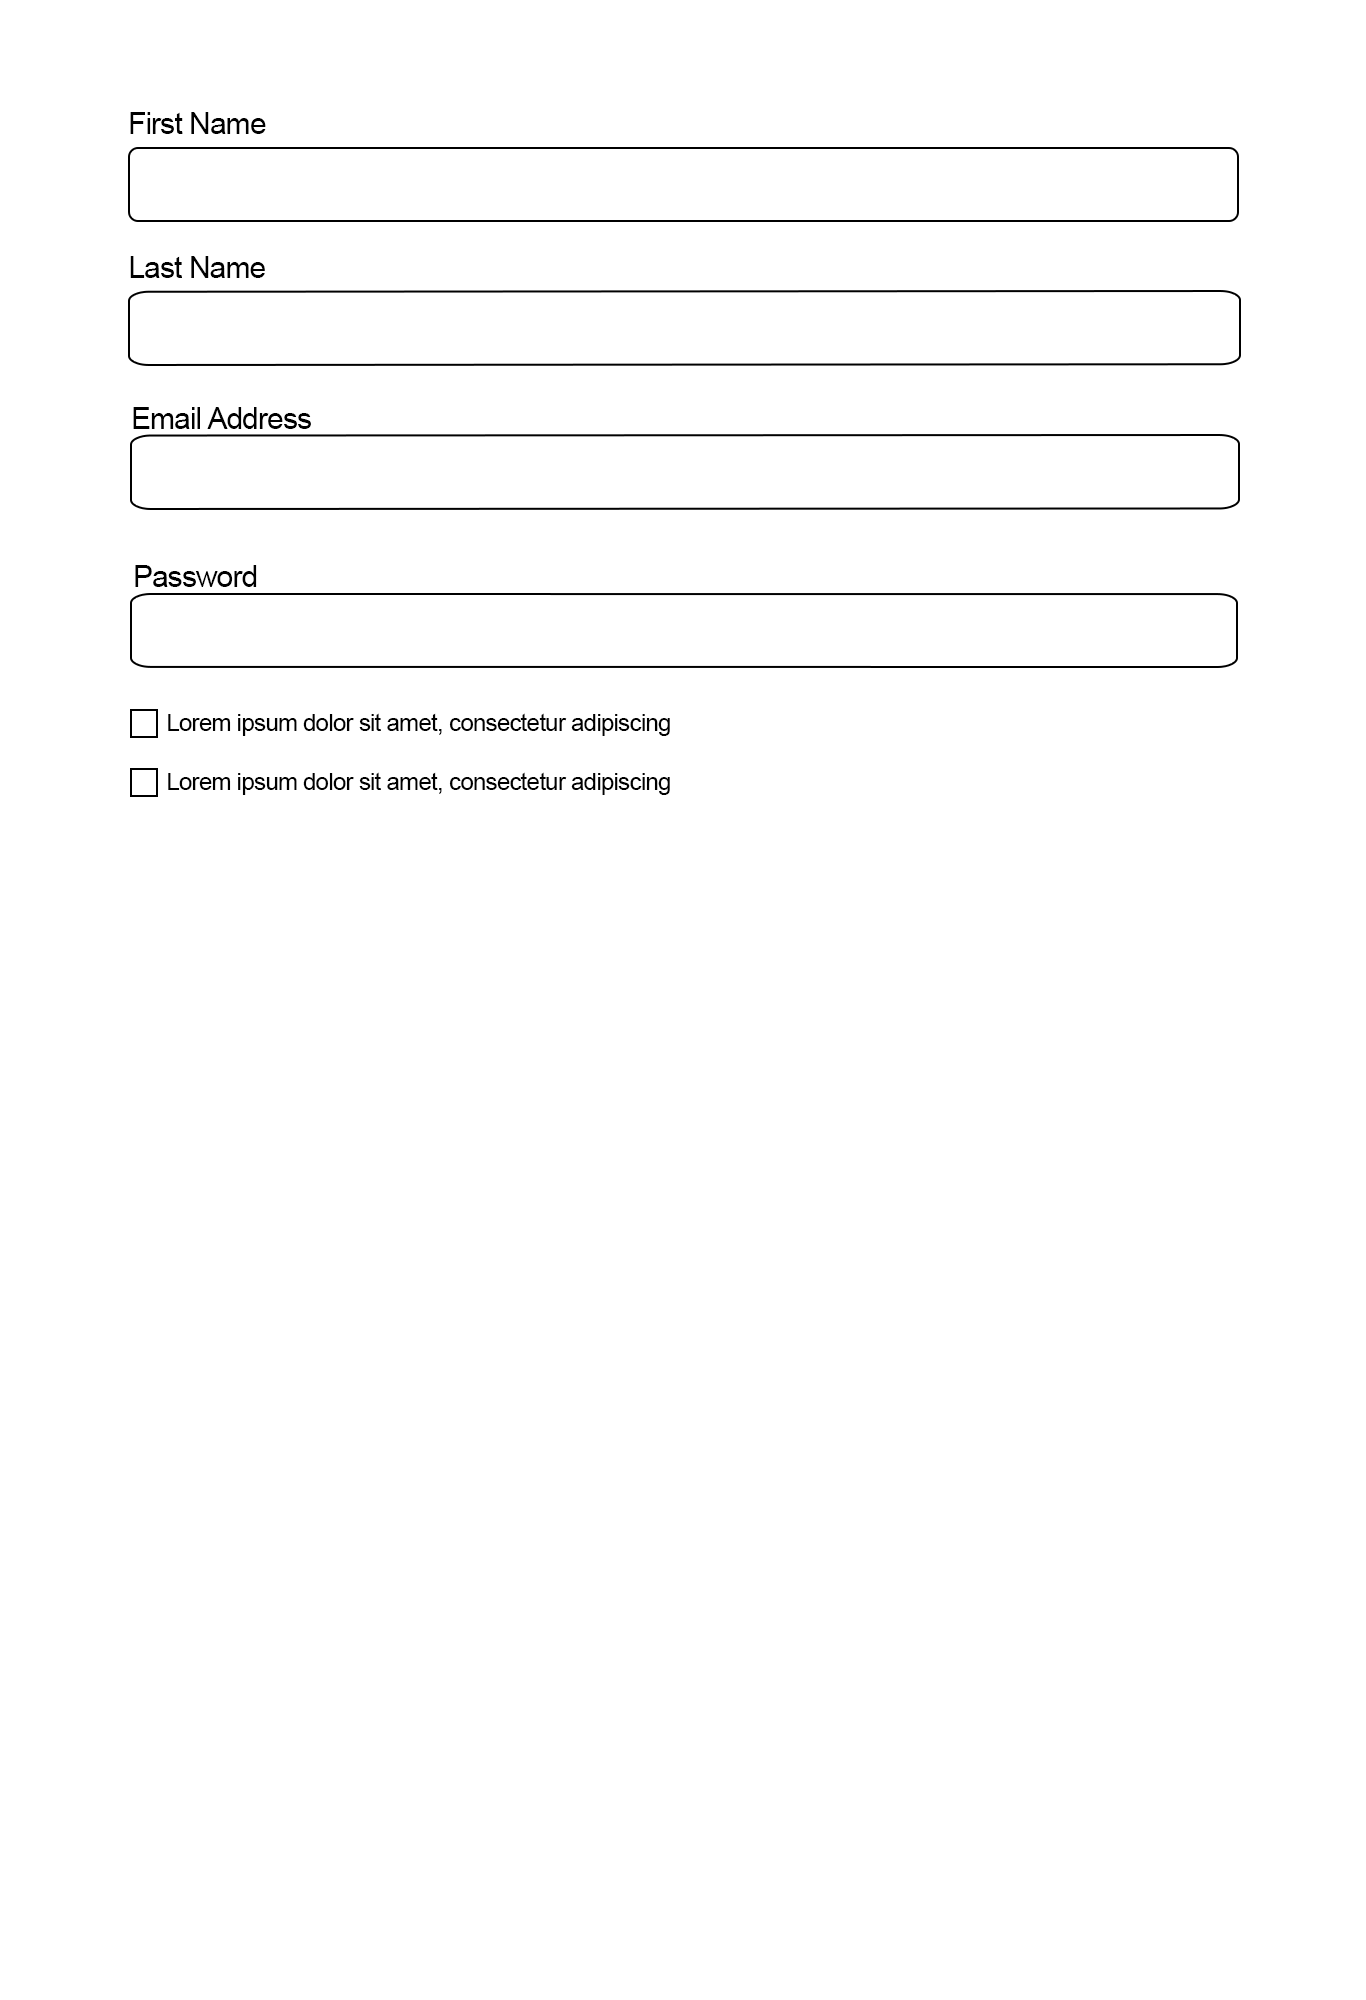 First Name
Last Name
Email Address
Password
Lorem ipsum dolor sit amet, consectetur adipiscing
Lorem ipsum dolor sit amet, consectetur adipiscing